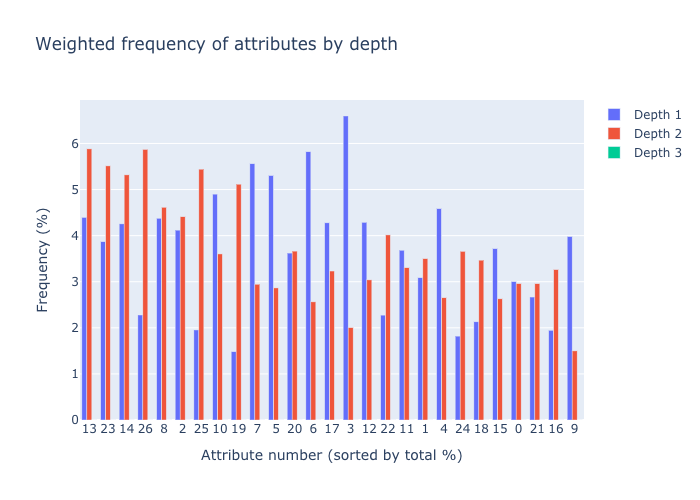 Weighted frequency of attributes by depth
Depth 1
Depth 2
Depth 3
Frequency (%)
6
5
4
3
2
1
0
13 23 14 26 8 2 25 10 19 7 5 20 6 17 3 12 22 11 1 4 24 18 15 0 21 16 9
Attribute number (sorted by total %)